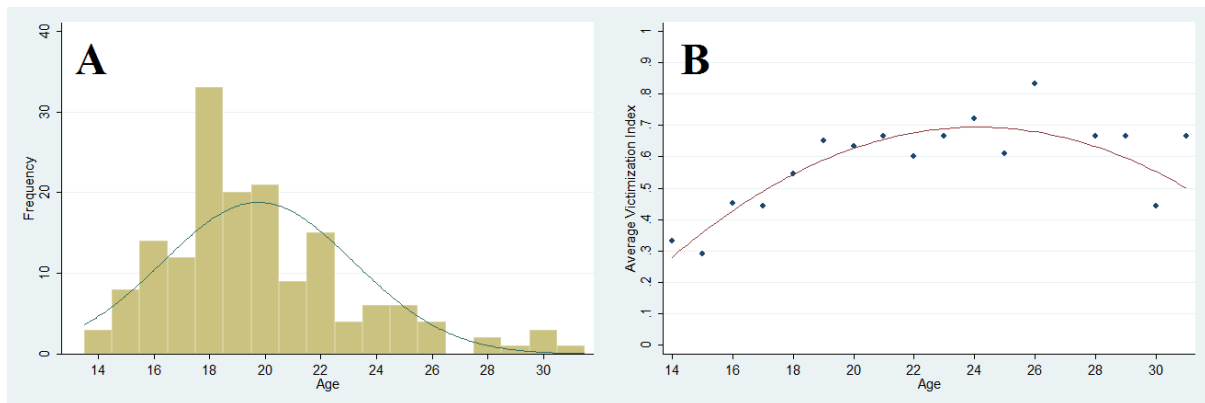 A
Frequency
0 10 20 30 40
14 16 18 20 22 24 26 28 30
Age
B
Average Victimization Index
0 .1 .2 .3 .4 .5 .6 .7 .8 .9 1
14 16 18 20 22 24 26 28 30
Age